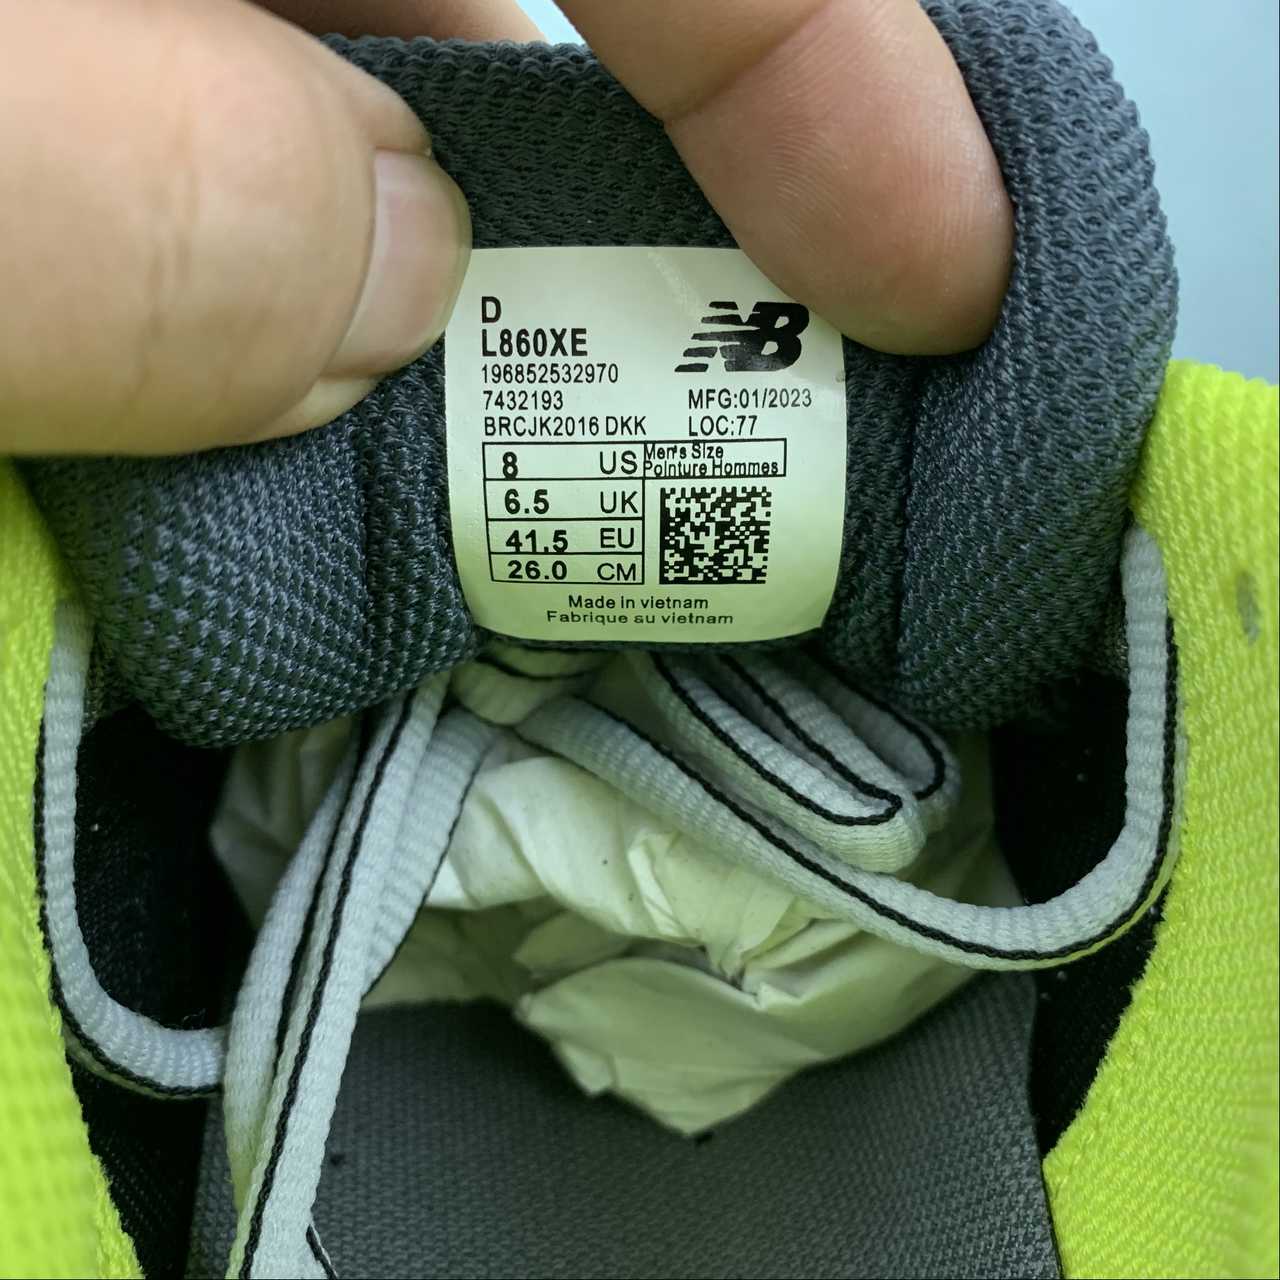 D
L860XE
NB
196852532970
7432193 MFG:01/2023
BRCJK2016 DKK LOC:77
8 US Men's Size
Pointure Hommes
6.5 UK
41.5 EU
26.0 CM
Made in vietnam
Fabrique su vietnam